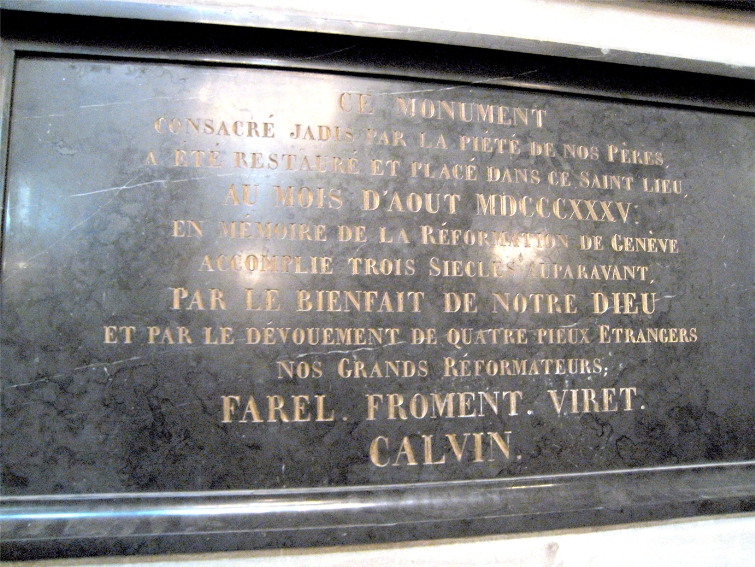 CE MONUMENT
CONSACRÉ JADIS PAR LA PIÉTÉ DE NOS PÈRES,
A ÉTÉ RESTAURÉ ET PLACÉ DANS CE SAINT LIEU,
AU MOIS D'AOUT MDCCCXXXV:
EN MÉMOIRE DE LA RÉFORMATION DE GENÈVE
ACCOMPLIE TROIS SIECLES AUPARAVANT,
PAR LE BIENFAIT DE NOTRE DIEU
ET PAR LE DÉVOUEMENT DE QUATRE PIEUX ETRANGERS
NOS GRANDS RÉFORMATEURS;
FAREL. FROMENT. VIRET.
CALVIN.